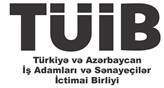 TÜİB
Türkiyə və Azərbaycan
İş Adamları və Sənayeçilər
İctimai Birliyi